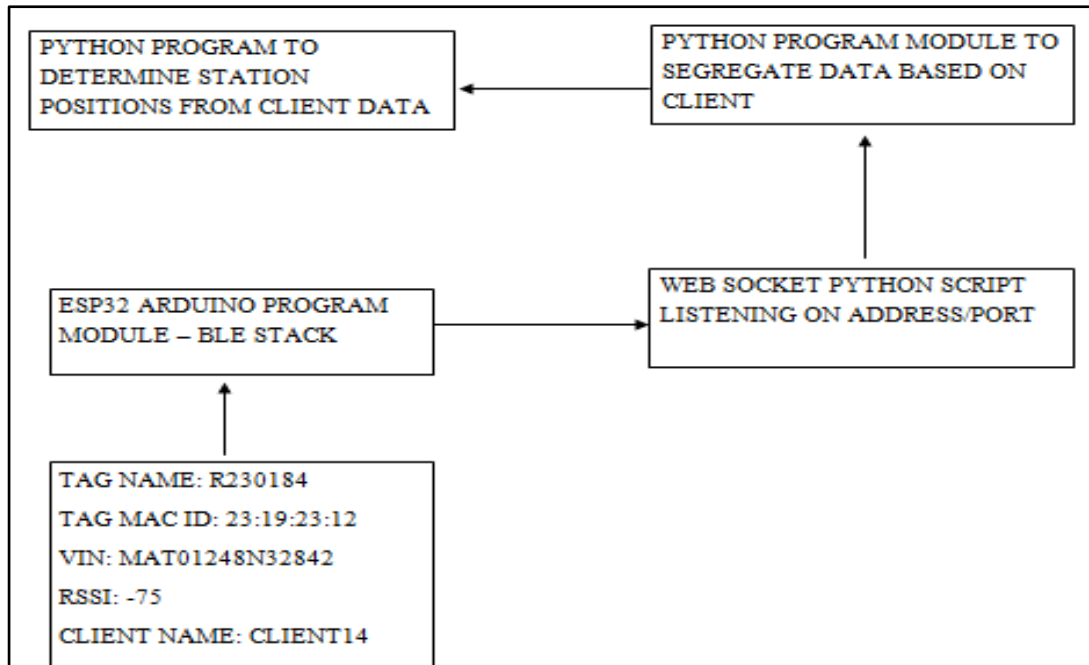 PYTHON PROGRAM TO
DETERMINE STATION
POSITIONS FROM CLIENT DATA
PYTHON PROGRAM MODULE TO
SEGREGATE DATA BASED ON
CLIENT
ESP32 ARDUINO PROGRAM
MODULE – BLE STACK
WEB SOCKET PYTHON SCRIPT
LISTENING ON ADDRESS/PORT
TAG NAME: R230184
TAG MAC ID: 23:19:23:12
VIN: MAT01248N32842
RSSI: -75
CLIENT NAME: CLIENT14